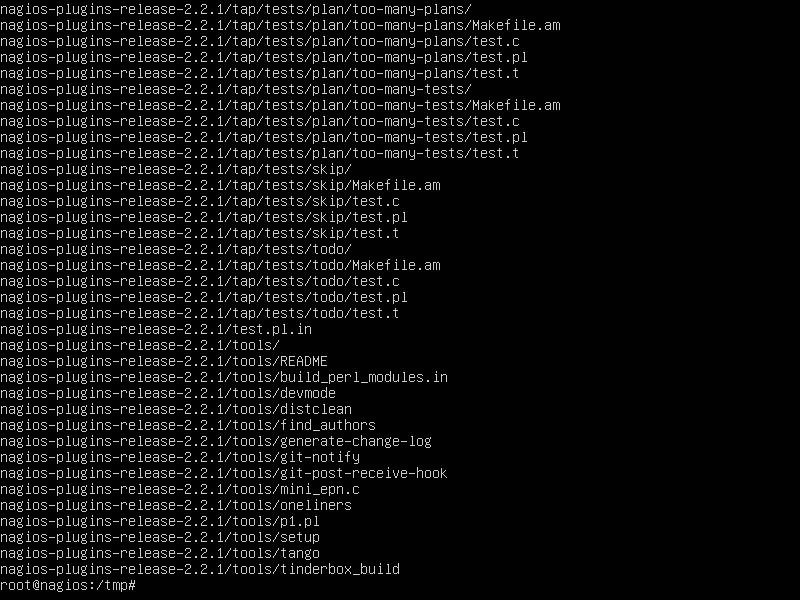 nagios-plugins-release-2.2.1/tap/tests/plan/too-many-plans/
nagios-plugins-release-2.2.1/tap/tests/plan/too-many-plans/Makefile.am
nagios-plugins-release-2.2.1/tap/tests/plan/too-many-plans/test.c
nagios-plugins-release-2.2.1/tap/tests/plan/too-many-plans/test.pl
nagios-plugins-release-2.2.1/tap/tests/plan/too-many-plans/test.t
nagios-plugins-release-2.2.1/tap/tests/plan/too-many-tests/
nagios-plugins-release-2.2.1/tap/tests/plan/too-many-tests/Makefile.am
nagios-plugins-release-2.2.1/tap/tests/plan/too-many-tests/test.c
nagios-plugins-release-2.2.1/tap/tests/plan/too-many-tests/test.pl
nagios-plugins-release-2.2.1/tap/tests/plan/too-many-tests/test.t
nagios-plugins-release-2.2.1/tap/tests/skip/
nagios-plugins-release-2.2.1/tap/tests/skip/Makefile.am
nagios-plugins-release-2.2.1/tap/tests/skip/test.c
nagios-plugins-release-2.2.1/tap/tests/skip/test.pl
nagios-plugins-release-2.2.1/tap/tests/skip/test.t
nagios-plugins-release-2.2.1/tap/tests/todo/
nagios-plugins-release-2.2.1/tap/tests/todo/Makefile.am
nagios-plugins-release-2.2.1/tap/tests/todo/test.c
nagios-plugins-release-2.2.1/tap/tests/todo/test.pl
nagios-plugins-release-2.2.1/tap/tests/todo/test.t
nagios-plugins-release-2.2.1/test.pl.in
nagios-plugins-release-2.2.1/tools/
nagios-plugins-release-2.2.1/tools/README
nagios-plugins-release-2.2.1/tools/build_perl_modules.in
nagios-plugins-release-2.2.1/tools/devmode
nagios-plugins-release-2.2.1/tools/distclean
nagios-plugins-release-2.2.1/tools/find_authors
nagios-plugins-release-2.2.1/tools/generate-change-log
nagios-plugins-release-2.2.1/tools/git-notify
nagios-plugins-release-2.2.1/tools/git-post-receive-hook
nagios-plugins-release-2.2.1/tools/mini_epn.c
nagios-plugins-release-2.2.1/tools/oneliners
nagios-plugins-release-2.2.1/tools/p1.pl
nagios-plugins-release-2.2.1/tools/setup
nagios-plugins-release-2.2.1/tools/tango
nagios-plugins-release-2.2.1/tools/tinderbox_build
root@nagios:/tmp#